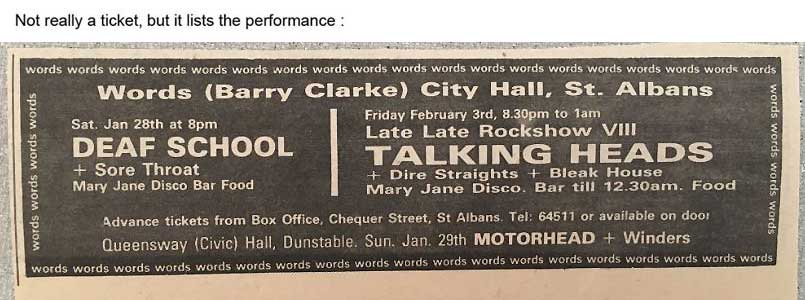 Not really a ticket, but it lists the performance :
words words words words words words words words words words words words words words words words words words
Words (Barry Clarke) City Hall, St. Albans
Sat. Jan 28th at 8pm
DEAF SCHOOL
+ Sore Throat
Mary Jane Disco Bar Food
Friday February 3rd, 8.30pm to 1am
Late Late Rockshow VIII
TALKING HEADS
+ Dire Straights + Bleak House
Mary Jane Disco. Bar till 12.30am. Food
Advance tickets from Box Office, Chequer Street, St Albans. Tel: 64511 or available on door
Queensway (Civic) Hall, Dunstable. Sun. Jan. 29th MOTORHEAD + Winders
words words words words
words words words words
words words words words words words words words words words words words words words words words words words